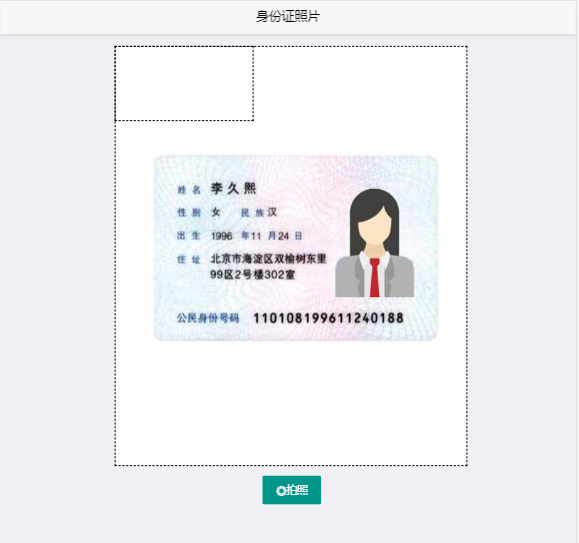 身份证照片
姓 名 李久熙
性 别 女 民 族 汉
出 生 1996 年 11 月 24 日
住 址 北京市海淀区双榆树东里
99区2号楼302室
公民身份号码 110108199611240188
拍照